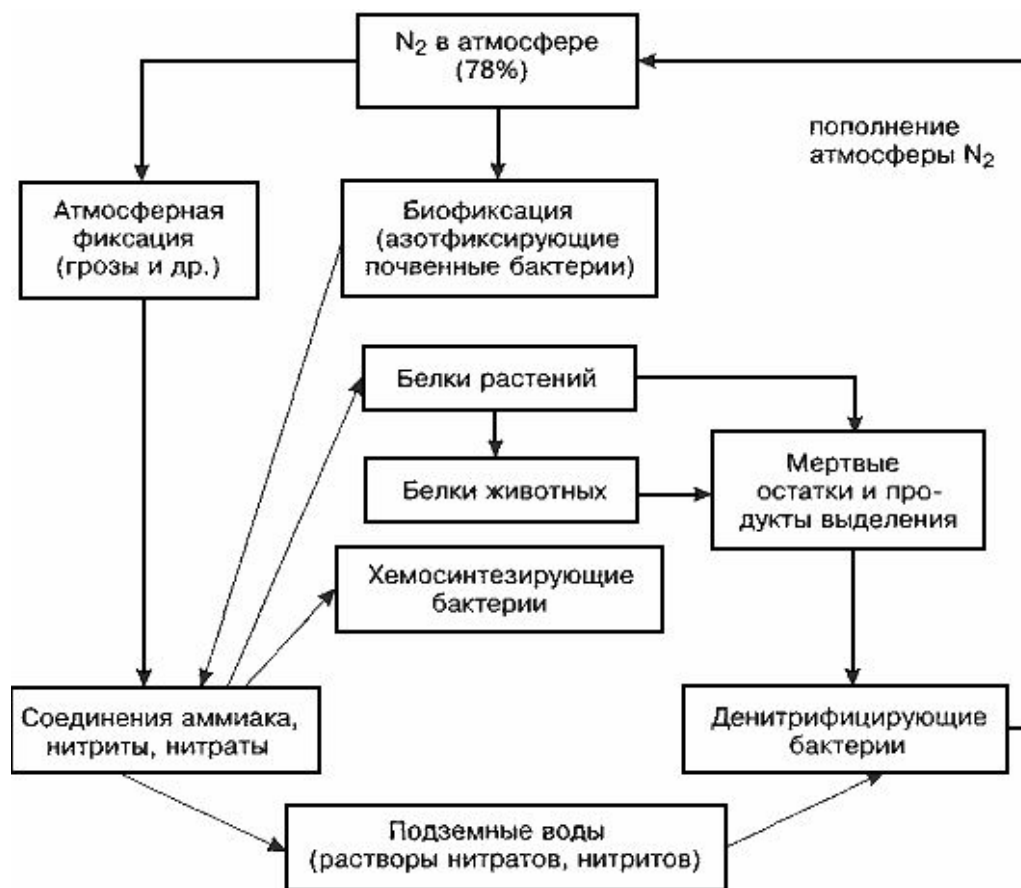 N₂ в атмосфере
(78%)
пополнение
атмосферы N₂
Атмосферная
фиксация
(грозы и др.)
Биофиксация
(азотфиксирующие
почвенные бактерии)
Белки растений
Белки животных
Мертвые
остатки и про-
дукты выделения
Хемосинтезирующие
бактерии
Соединения аммиака,
нитриты, нитраты
Денитрифицирующие
бактерии
Подземные воды
(растворы нитратов, нитритов)